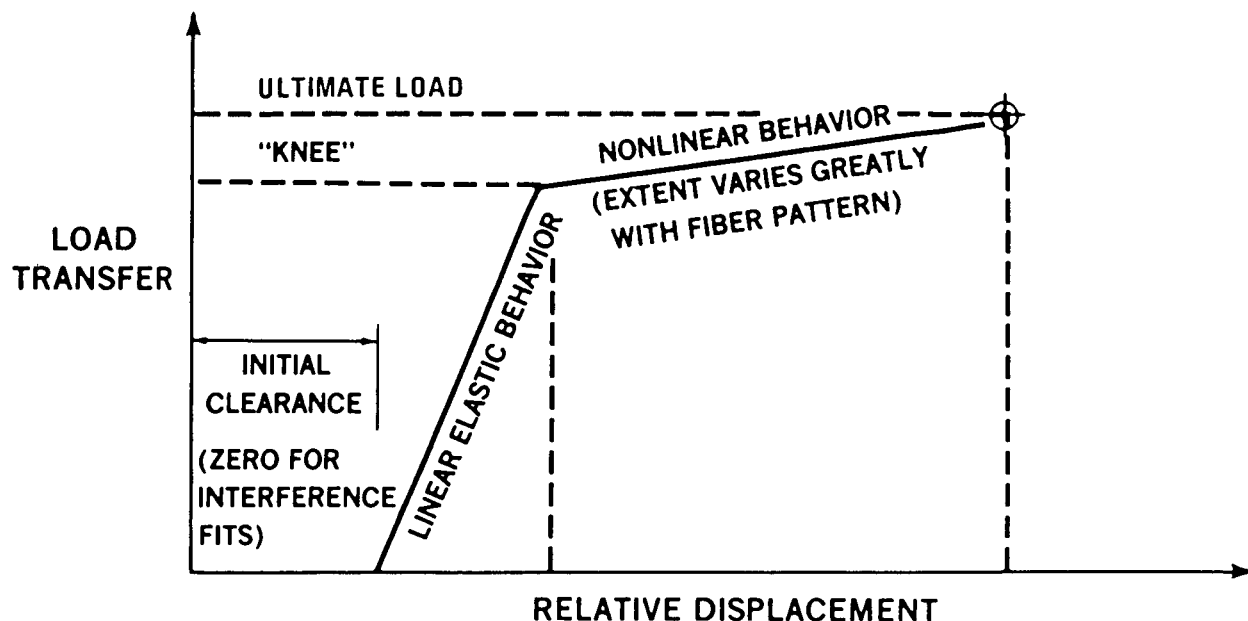 ULTIMATE LOAD
"KNEE"
NONLINEAR BEHAVIOR
(EXTENT VARIES GREATLY
WITH FIBER PATTERN)
LOAD
TRANSFER
LINEAR ELASTIC BEHAVIOR
INITIAL
CLEARANCE
(ZERO FOR
INTERFERENCE
FITS)
RELATIVE DISPLACEMENT